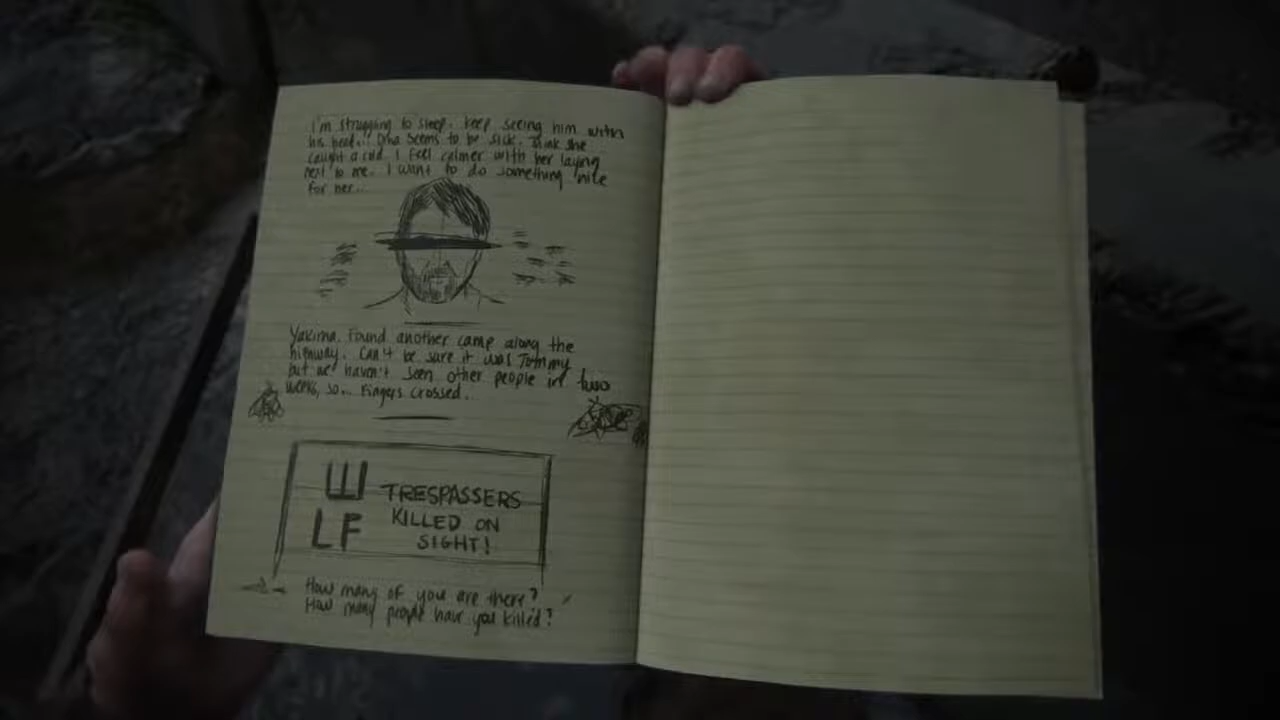 I'm struggling to sleep. Keep seeing him with
his head... Dina seems to be sick. Think she
caught a cold. I feel calmer with her laying
next to me. I want to do something nice
for her..
Yakima. Found another camp along the
highway. Can't be sure it was Tommy
but we haven't seen other people in two
weeks, so... Fingers crossed..
W TRESPASSERS
LF KILLED ON
SIGHT!
How many of you are there?
How many people have you killed?